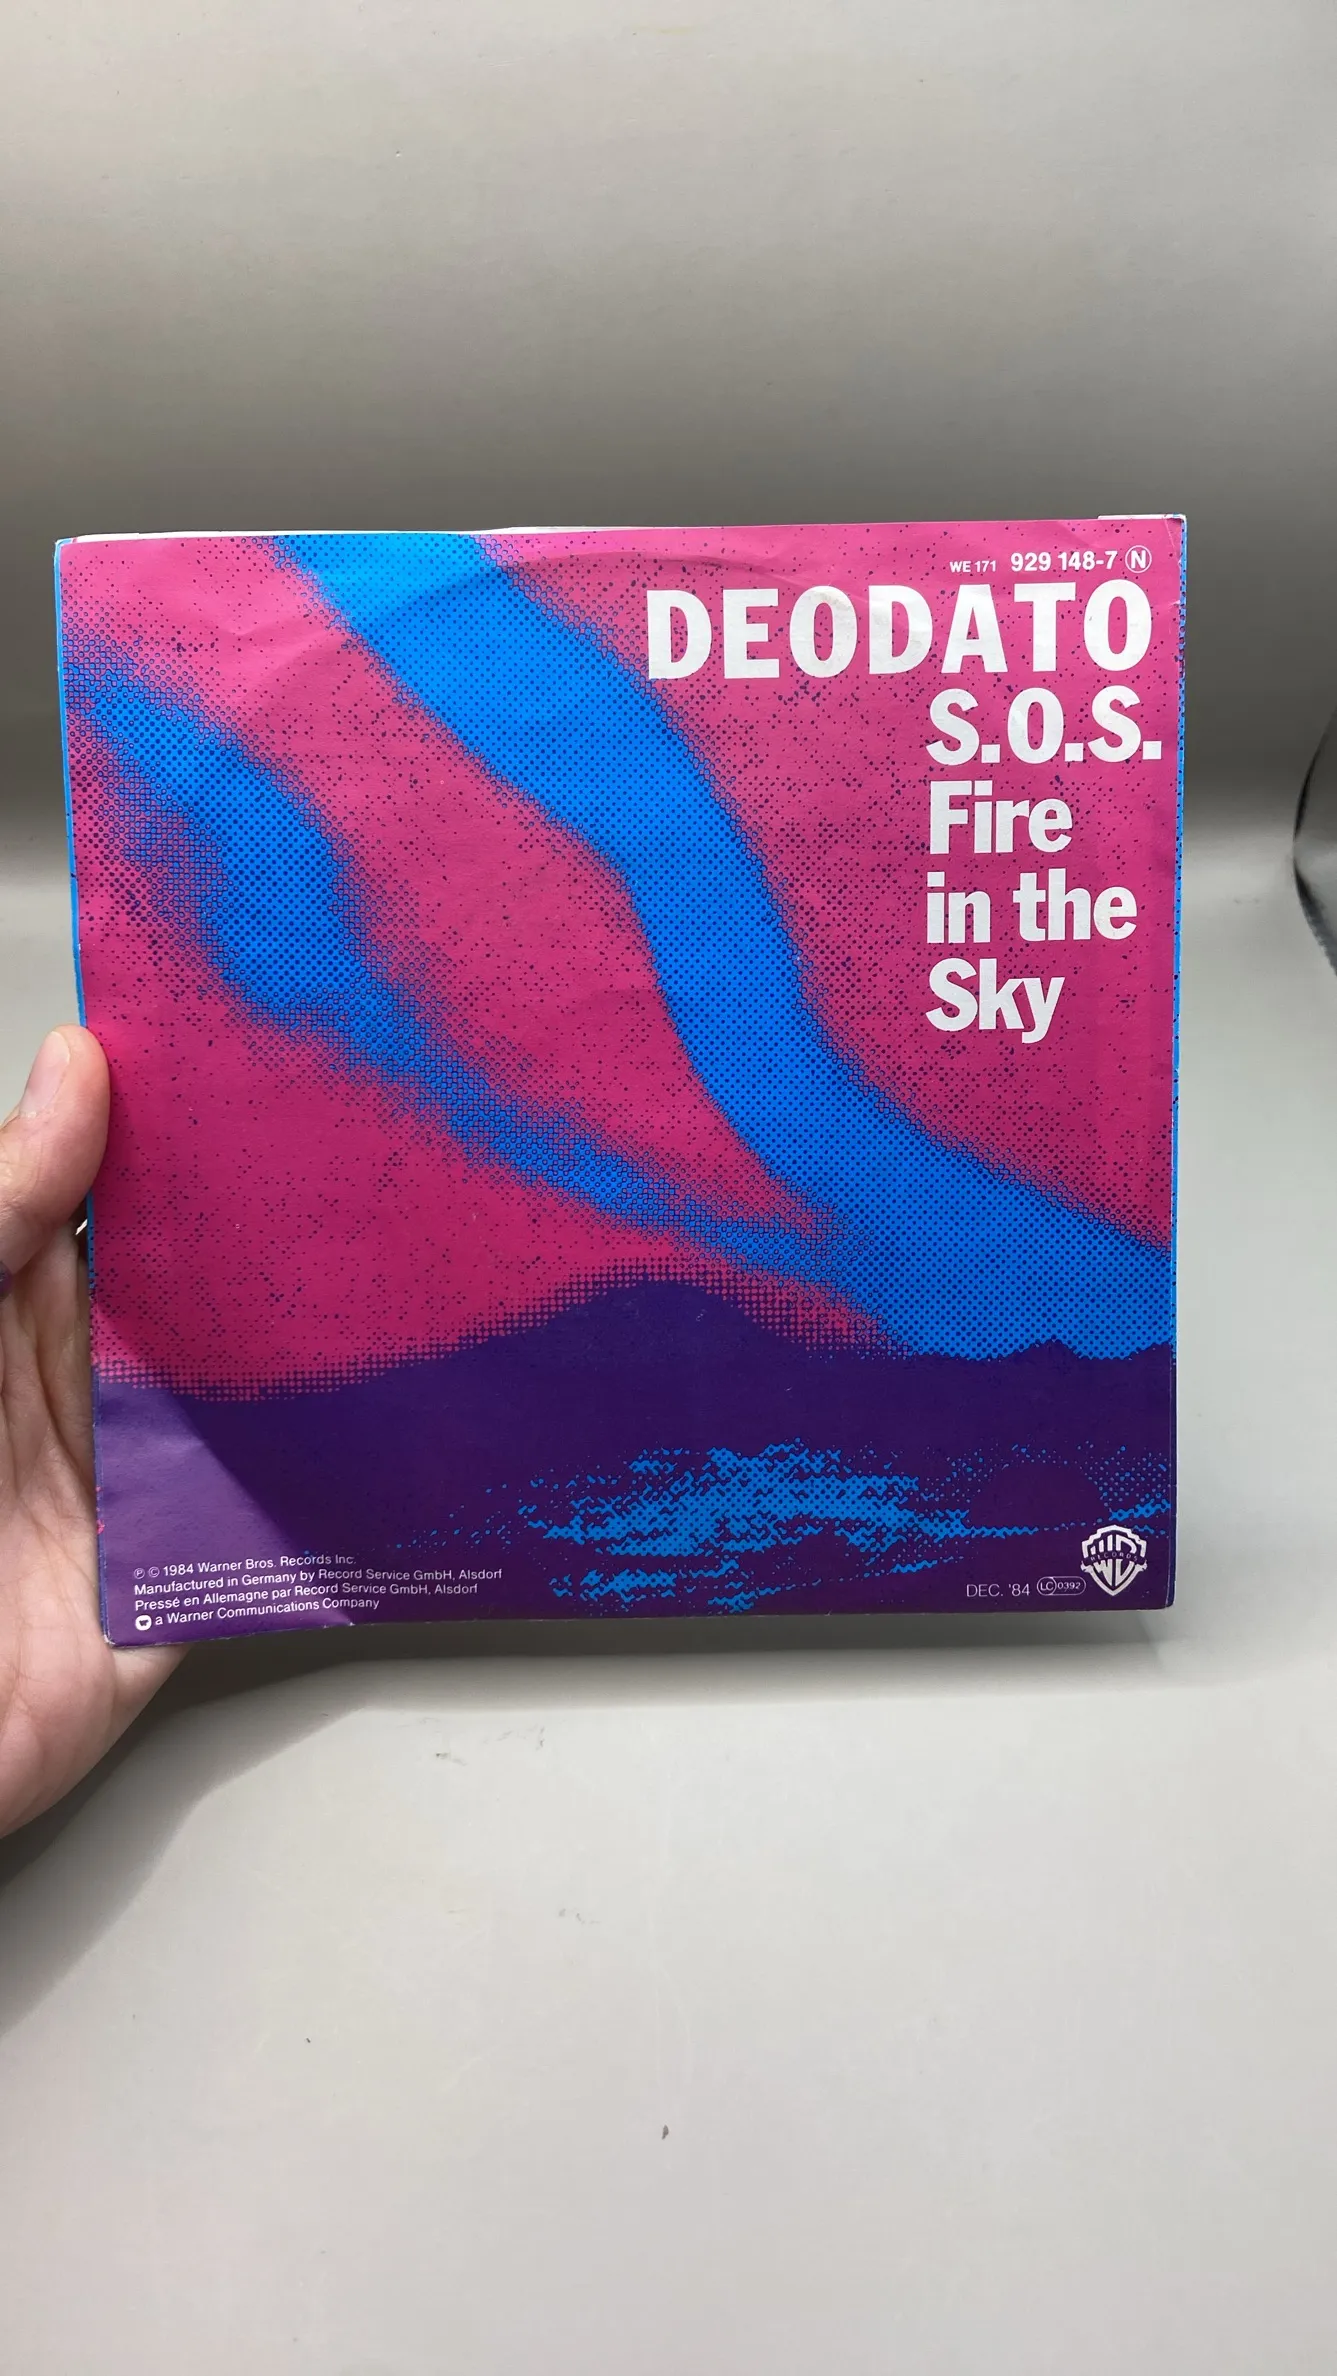 WE 171 929 148-7 N
DEODATO
S.O.S.
Fire
in the
Sky
℗ © 1984 Warner Bros. Records Inc.
Manufactured in Germany by Record Service GmbH, Alsdorf
Pressé en Allemagne par Record Service GmbH, Alsdorf
a Warner Communications Company
DEC. '84 LC 0392
RECORDS